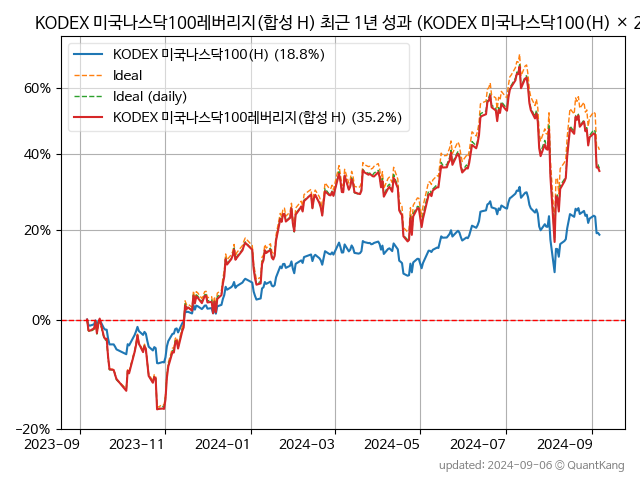 KODEX 미국나스닥100레버리지(합성 H) 최근 1년 성과 (KODEX 미국나스닥100(H) × 2
KODEX 미국나스닥100(H) (18.8%)
Ideal
Ideal (daily)
KODEX 미국나스닥100레버리지(합성 H) (35.2%)
60%
40%
20%
0%
−20%
2023-09 2023-11 2024-01 2024-03 2024-05 2024-07 2024-09
updated: 2024-09-06 © QuantKang